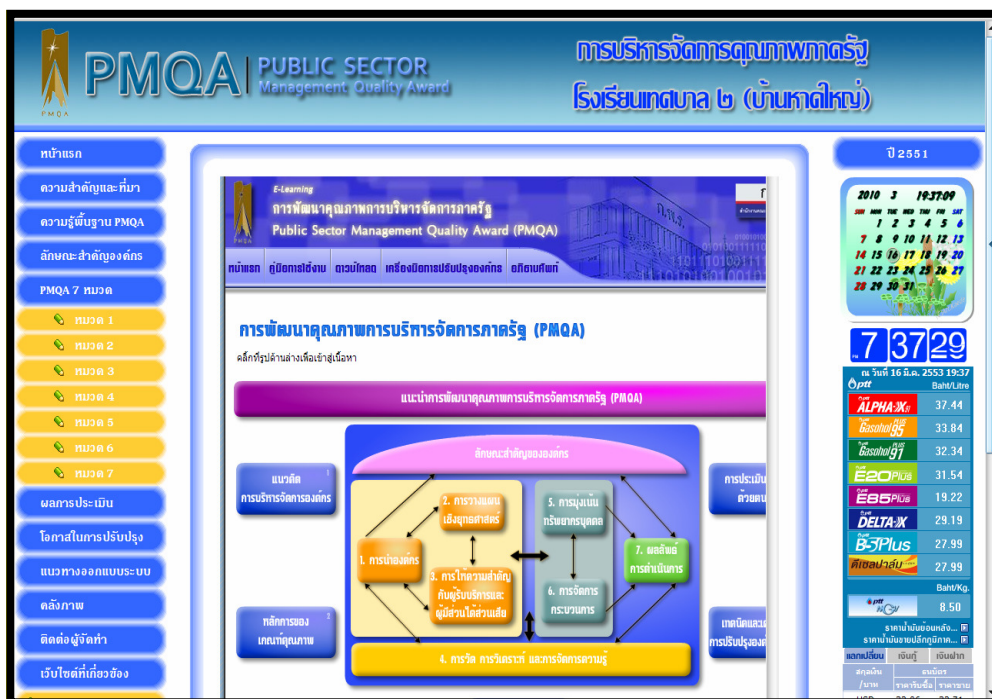 PMQA
PMQA
PUBLIC SECTOR
Management Quality Award
การบริหารจัดการคุณภาพภาครัฐ
โรงเรียนเทศบาล ๒ (บ้านหาดใหญ่)
หน้าแรก
ความสำคัญและที่มา
ความรู้พื้นฐาน PMQA
ลักษณะสำคัญองค์กร
PMQA 7 หมวด
หมวด 1
หมวด 2
หมวด 3
หมวด 4
หมวด 5
หมวด 6
หมวด 7
ผลการประเมิน
โอกาสในการปรับปรุง
แนวทางออกแบบระบบ
คลังภาพ
ติดต่อผู้จัดทำ
เว็บไซต์ที่เกี่ยวข้อง
E-Learning
การพัฒนาคุณภาพการบริหารจัดการภาครัฐ
Public Sector Management Quality Award (PMQA)
ก.พ.ร.
หน้าแรก คู่มือการใช้งาน ดาวน์โหลด เครื่องมือการปรับปรุงองค์กร อภิธานศัพท์
การพัฒนาคุณภาพการบริหารจัดการภาครัฐ (PMQA)
คลิ๊กที่รูปด้านล่างเพื่อเข้าสู่เนื้อหา
แนะนำการพัฒนาคุณภาพการบริหารจัดการภาครัฐ (PMQA)
ลักษณะสำคัญขององค์กร
แนวคิด
การบริหารจัดการองค์กร
หลักการของ
เกณฑ์คุณภาพ
1. การนำองค์กร
2. การวางแผน
เชิงยุทธศาสตร์
3. การให้ความสำคัญ
กับผู้รับบริการและ
ผู้มีส่วนได้ส่วนเสีย
5. การมุ่งเน้น
ทรัพยากรบุคคล
6. การจัดการ
กระบวนการ
7. ผลลัพธ์
การดำเนินการ
4. การวัด การวิเคราะห์ และการจัดการความรู้
การประเมิน
ด้วยตน
เทคนิคและ
การปรับปรุงอง
ปี 2551
2010 3 19:37:09
SUN MON TUE WED THU FRI SAT
1 2 3 4 5 6
7 8 9 10 11 12 13
14 15 16 17 18 19 20
21 22 23 24 25 26 27
28 29 30 31
PM 7 37 29
ณ วันที่ 16 มี.ค. 2553 19:37
ptt Baht/Litre
ALPHA-X 37.44
Gasohol PLUS 95 33.84
Gasohol PLUS 91 32.34
E20 Plus 31.54
E85 Plus 19.22
DELTA-X 29.19
B-5 Plus 27.99
ดีเซลปาล์ม 27.99
Baht/Kg.
ptt NGV 8.50
ราคาน้ำมันย้อนหลัง...
ราคาน้ำมันขายปลีกภูมิภาค...
แลกเปลี่ยน เงินกู้ เงินฝาก
สกุลเงิน ธนบัตร
/บาท ราคารับซื้อ ราคาขาย